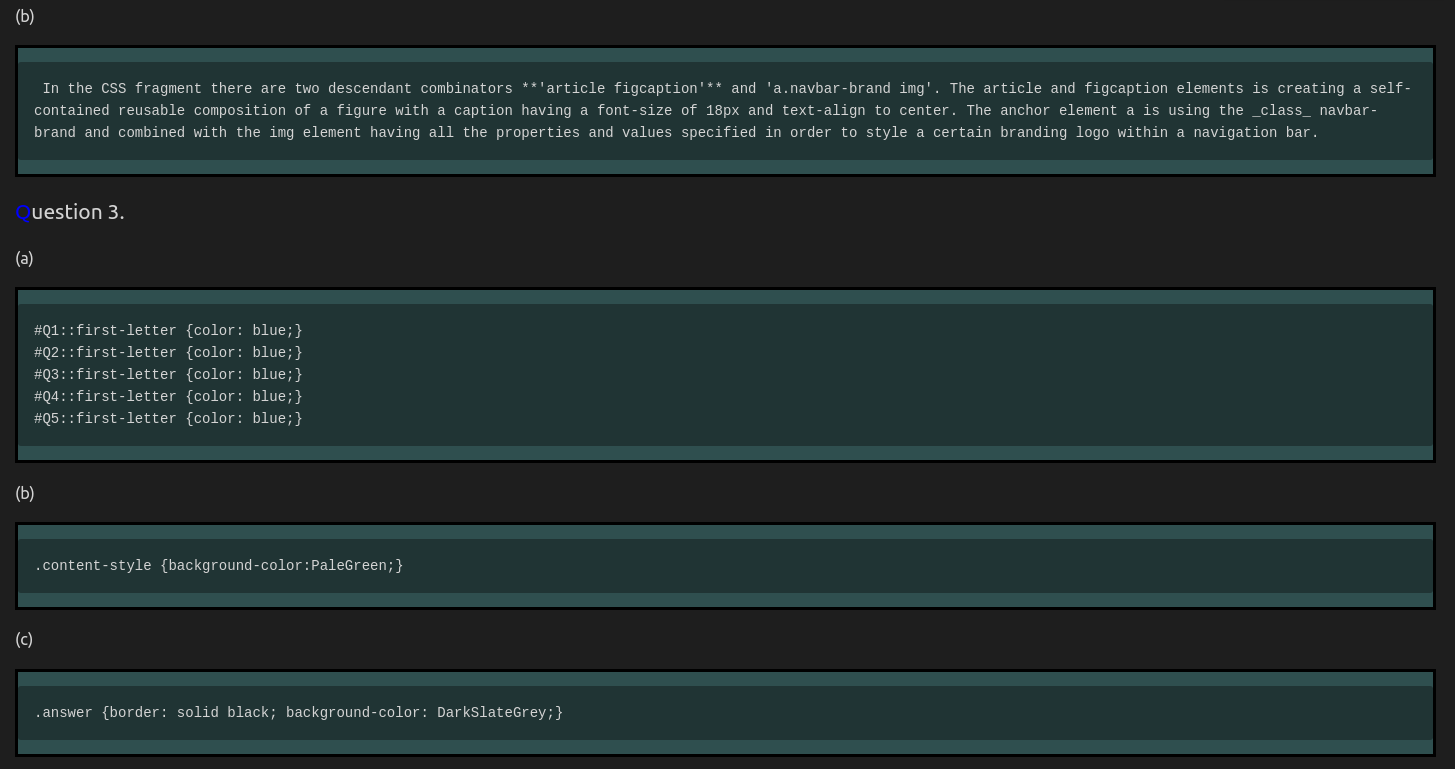 (b)
In the CSS fragment there are two descendant combinators **'article figcaption'** and 'a.navbar-brand img'. The article and figcaption elements is creating a self-
contained reusable composition of a figure with a caption having a font-size of 18px and text-align to center. The anchor element a is using the _class_ navbar-
brand and combined with the img element having all the properties and values specified in order to style a certain branding logo within a navigation bar.
Question 3.
(a)
#Q1::first-letter {color: blue;}
#Q2::first-letter {color: blue;}
#Q3::first-letter {color: blue;}
#Q4::first-letter {color: blue;}
#Q5::first-letter {color: blue;}
(b)
.content-style {background-color:PaleGreen;}
(c)
.answer {border: solid black; background-color: DarkSlateGrey;}